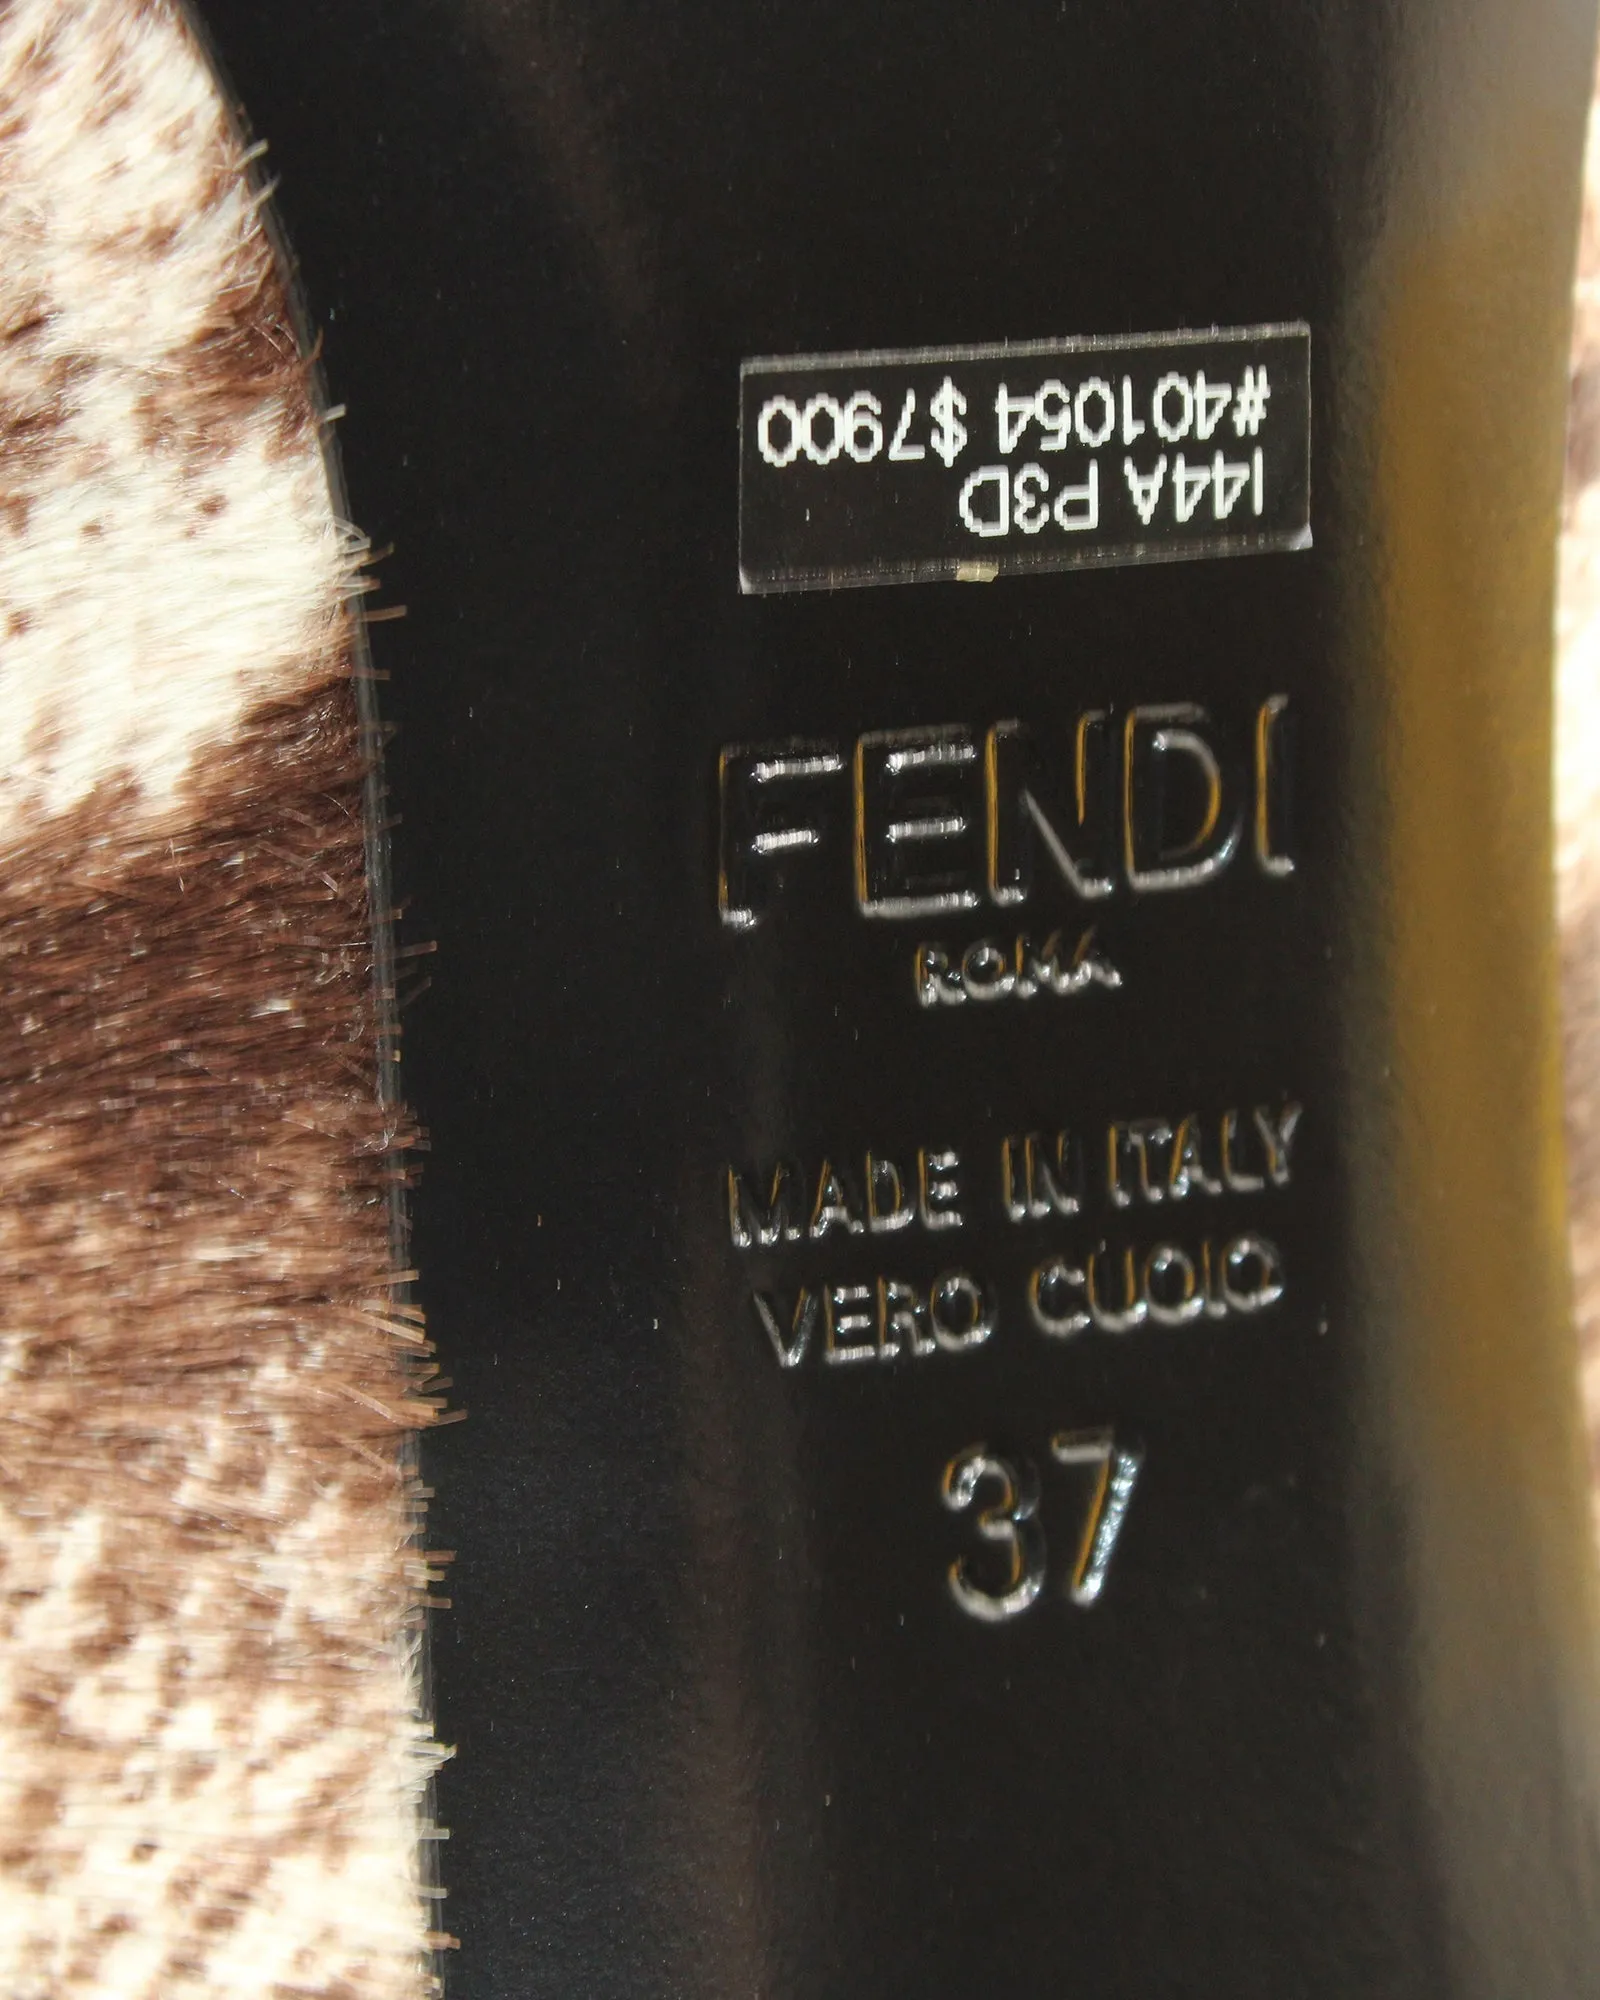 I44A P3D
#401054 $7900
FENDI
ROMA
MADE IN ITALY
VERO CUOIO
37